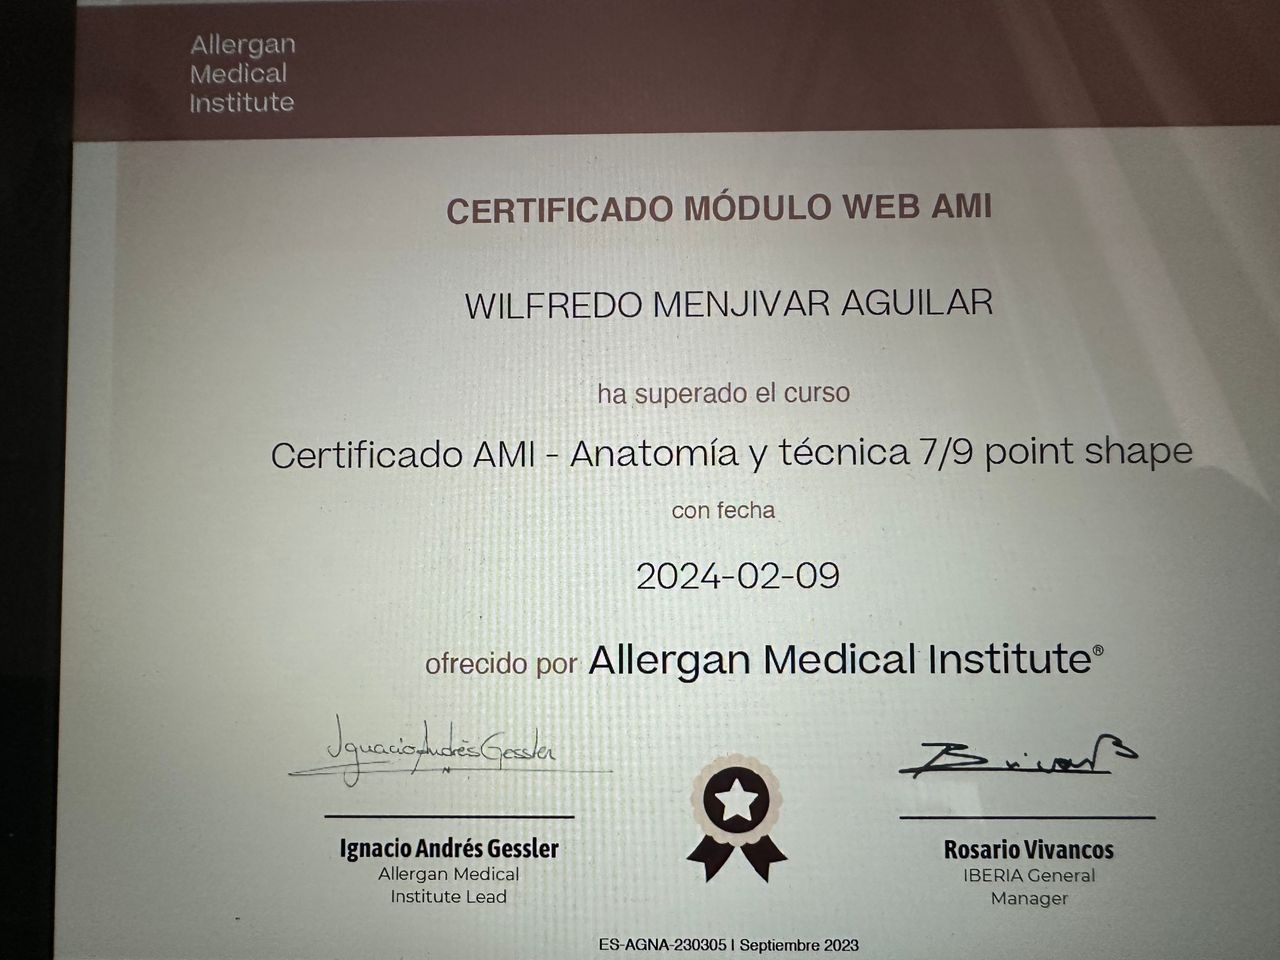 Allergan
Medical
Institute
CERTIFICADO MÓDULO WEB AMI
WILFREDO MENJIVAR AGUILAR
ha superado el curso
Certificado AMI - Anatomía y técnica 7/9 point shape
con fecha
2024-02-09
ofrecido por Allergan Medical Institute®
Ignacio Andrés Gessler
Ignacio Andrés Gessler
Allergan Medical
Institute Lead
Rosario Vivancos
IBERIA General
Manager
ES-AGNA-230305 | Septiembre 2023